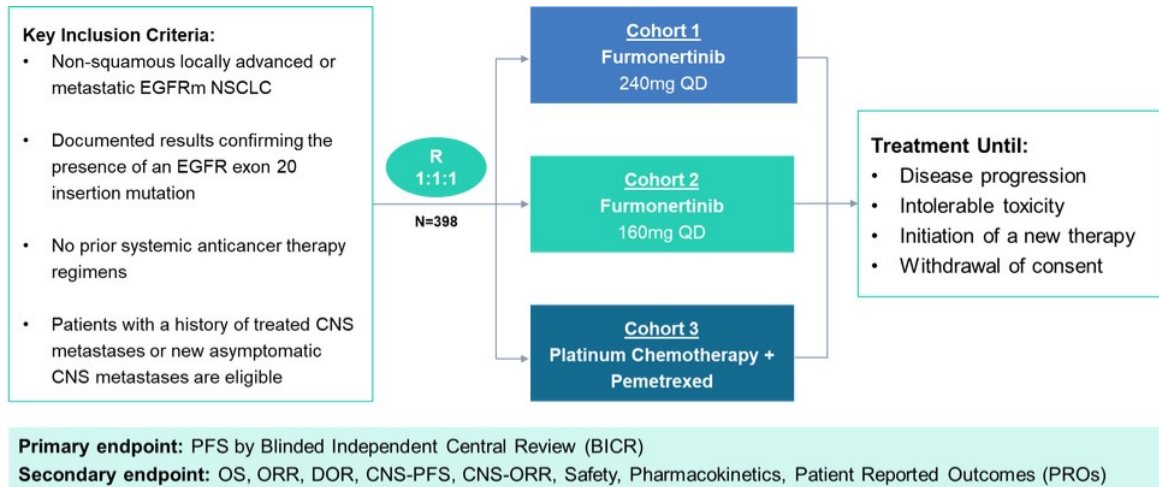 Key Inclusion Criteria:
• Non-squamous locally advanced or
metastatic EGFRm NSCLC
• Documented results confirming the
presence of an EGFR exon 20
insertion mutation
• No prior systemic anticancer therapy
regimens
• Patients with a history of treated CNS
metastases or new asymptomatic
CNS metastases are eligible
R
1:1:1
N=398
Cohort 1
Furmonertinib
240mg QD
Cohort 2
Furmonertinib
160mg QD
Cohort 3
Platinum Chemotherapy +
Pemetrexed
Treatment Until:
• Disease progression
• Intolerable toxicity
• Initiation of a new therapy
• Withdrawal of consent
Primary endpoint: PFS by Blinded Independent Central Review (BICR)
Secondary endpoint: OS, ORR, DOR, CNS-PFS, CNS-ORR, Safety, Pharmacokinetics, Patient Reported Outcomes (PROs)